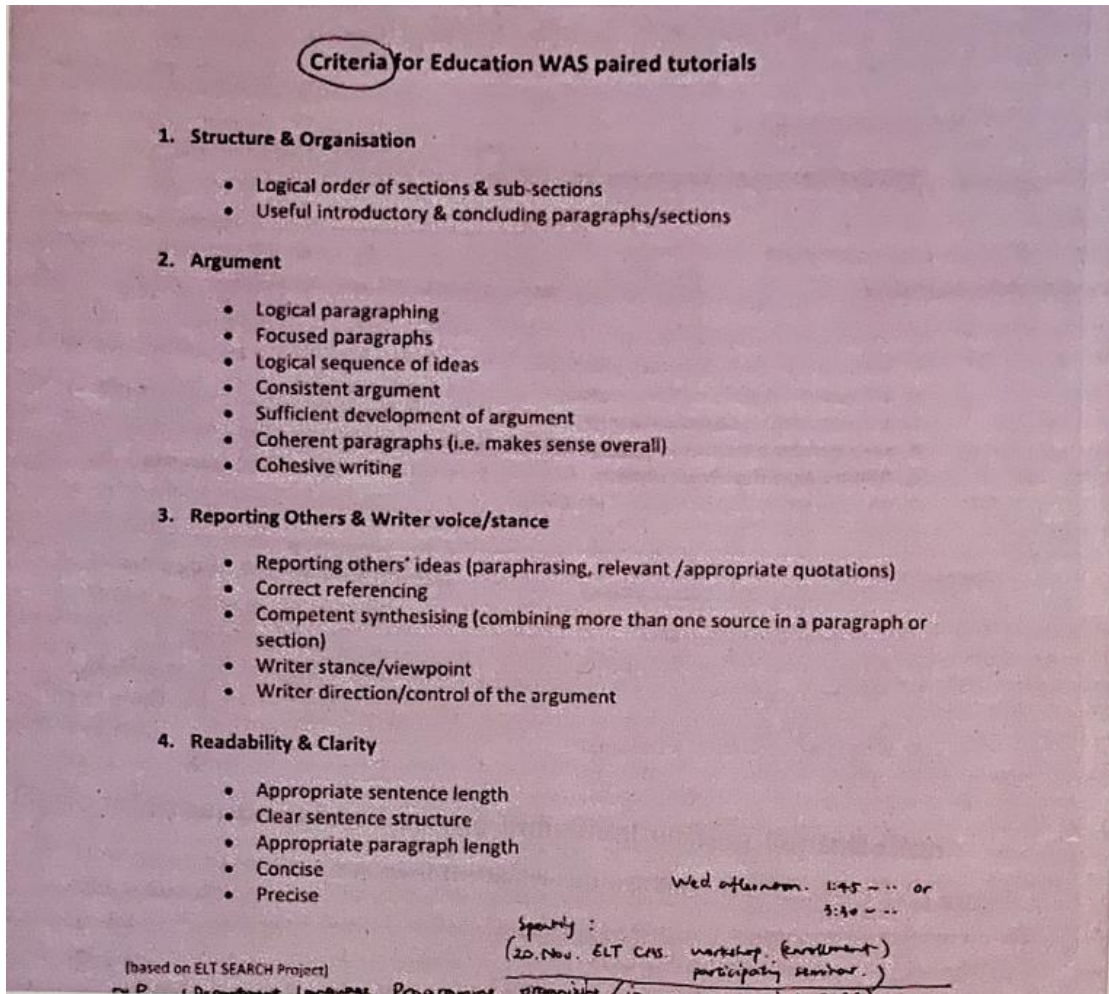 Criteria for Education WAS paired tutorials
1. Structure & Organisation
• Logical order of sections & sub-sections
• Useful introductory & concluding paragraphs/sections
2. Argument
• Logical paragraphing
• Focused paragraphs
• Logical sequence of ideas
• Consistent argument
• Sufficient development of argument
• Coherent paragraphs (i.e. makes sense overall)
• Cohesive writing
3. Reporting Others & Writer voice/stance
• Reporting others' ideas (paraphrasing, relevant /appropriate quotations)
• Correct referencing
• Competent synthesising (combining more than one source in a paragraph or
section)
• Writer stance/viewpoint
• Writer direction/control of the argument
4. Readability & Clarity
• Appropriate sentence length
• Clear sentence structure
• Appropriate paragraph length
• Concise
• Precise
Wed afternoon. 1:45 - .. or
3:30 - ..
(20. Nov. ELT workshop. (enrollment)
seminar.)
(based on ELT SEARCH Project)
Department Language Programme